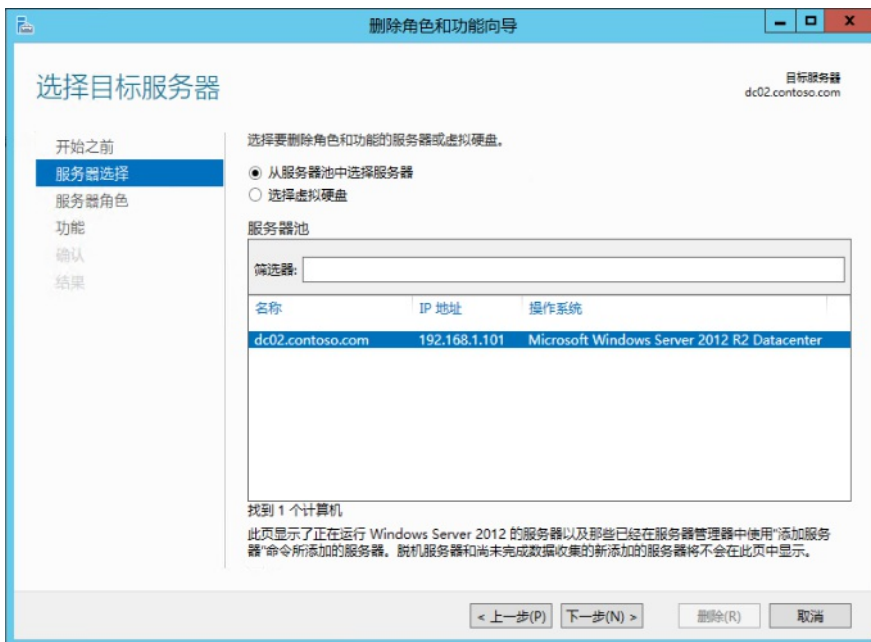 删除角色和功能向导
选择目标服务器
目标服务器
dc02.contoso.com
开始之前
服务器选择
服务器角色
功能
确认
结果
选择要删除角色和功能的服务器或虚拟硬盘。
从服务器池中选择服务器
选择虚拟硬盘
服务器池
筛选器:
名称 IP 地址 操作系统
dc02.contoso.com 192.168.1.101 Microsoft Windows Server 2012 R2 Datacenter
找到 1 个计算机
此页显示了正在运行 Windows Server 2012 的服务器以及那些已经在服务器管理器中使用"添加服务
器"命令所添加的服务器。脱机服务器和尚未完成数据收集的新添加的服务器将不会在此页中显示。
< 上一步(P) 下一步(N) > 删除(R) 取消